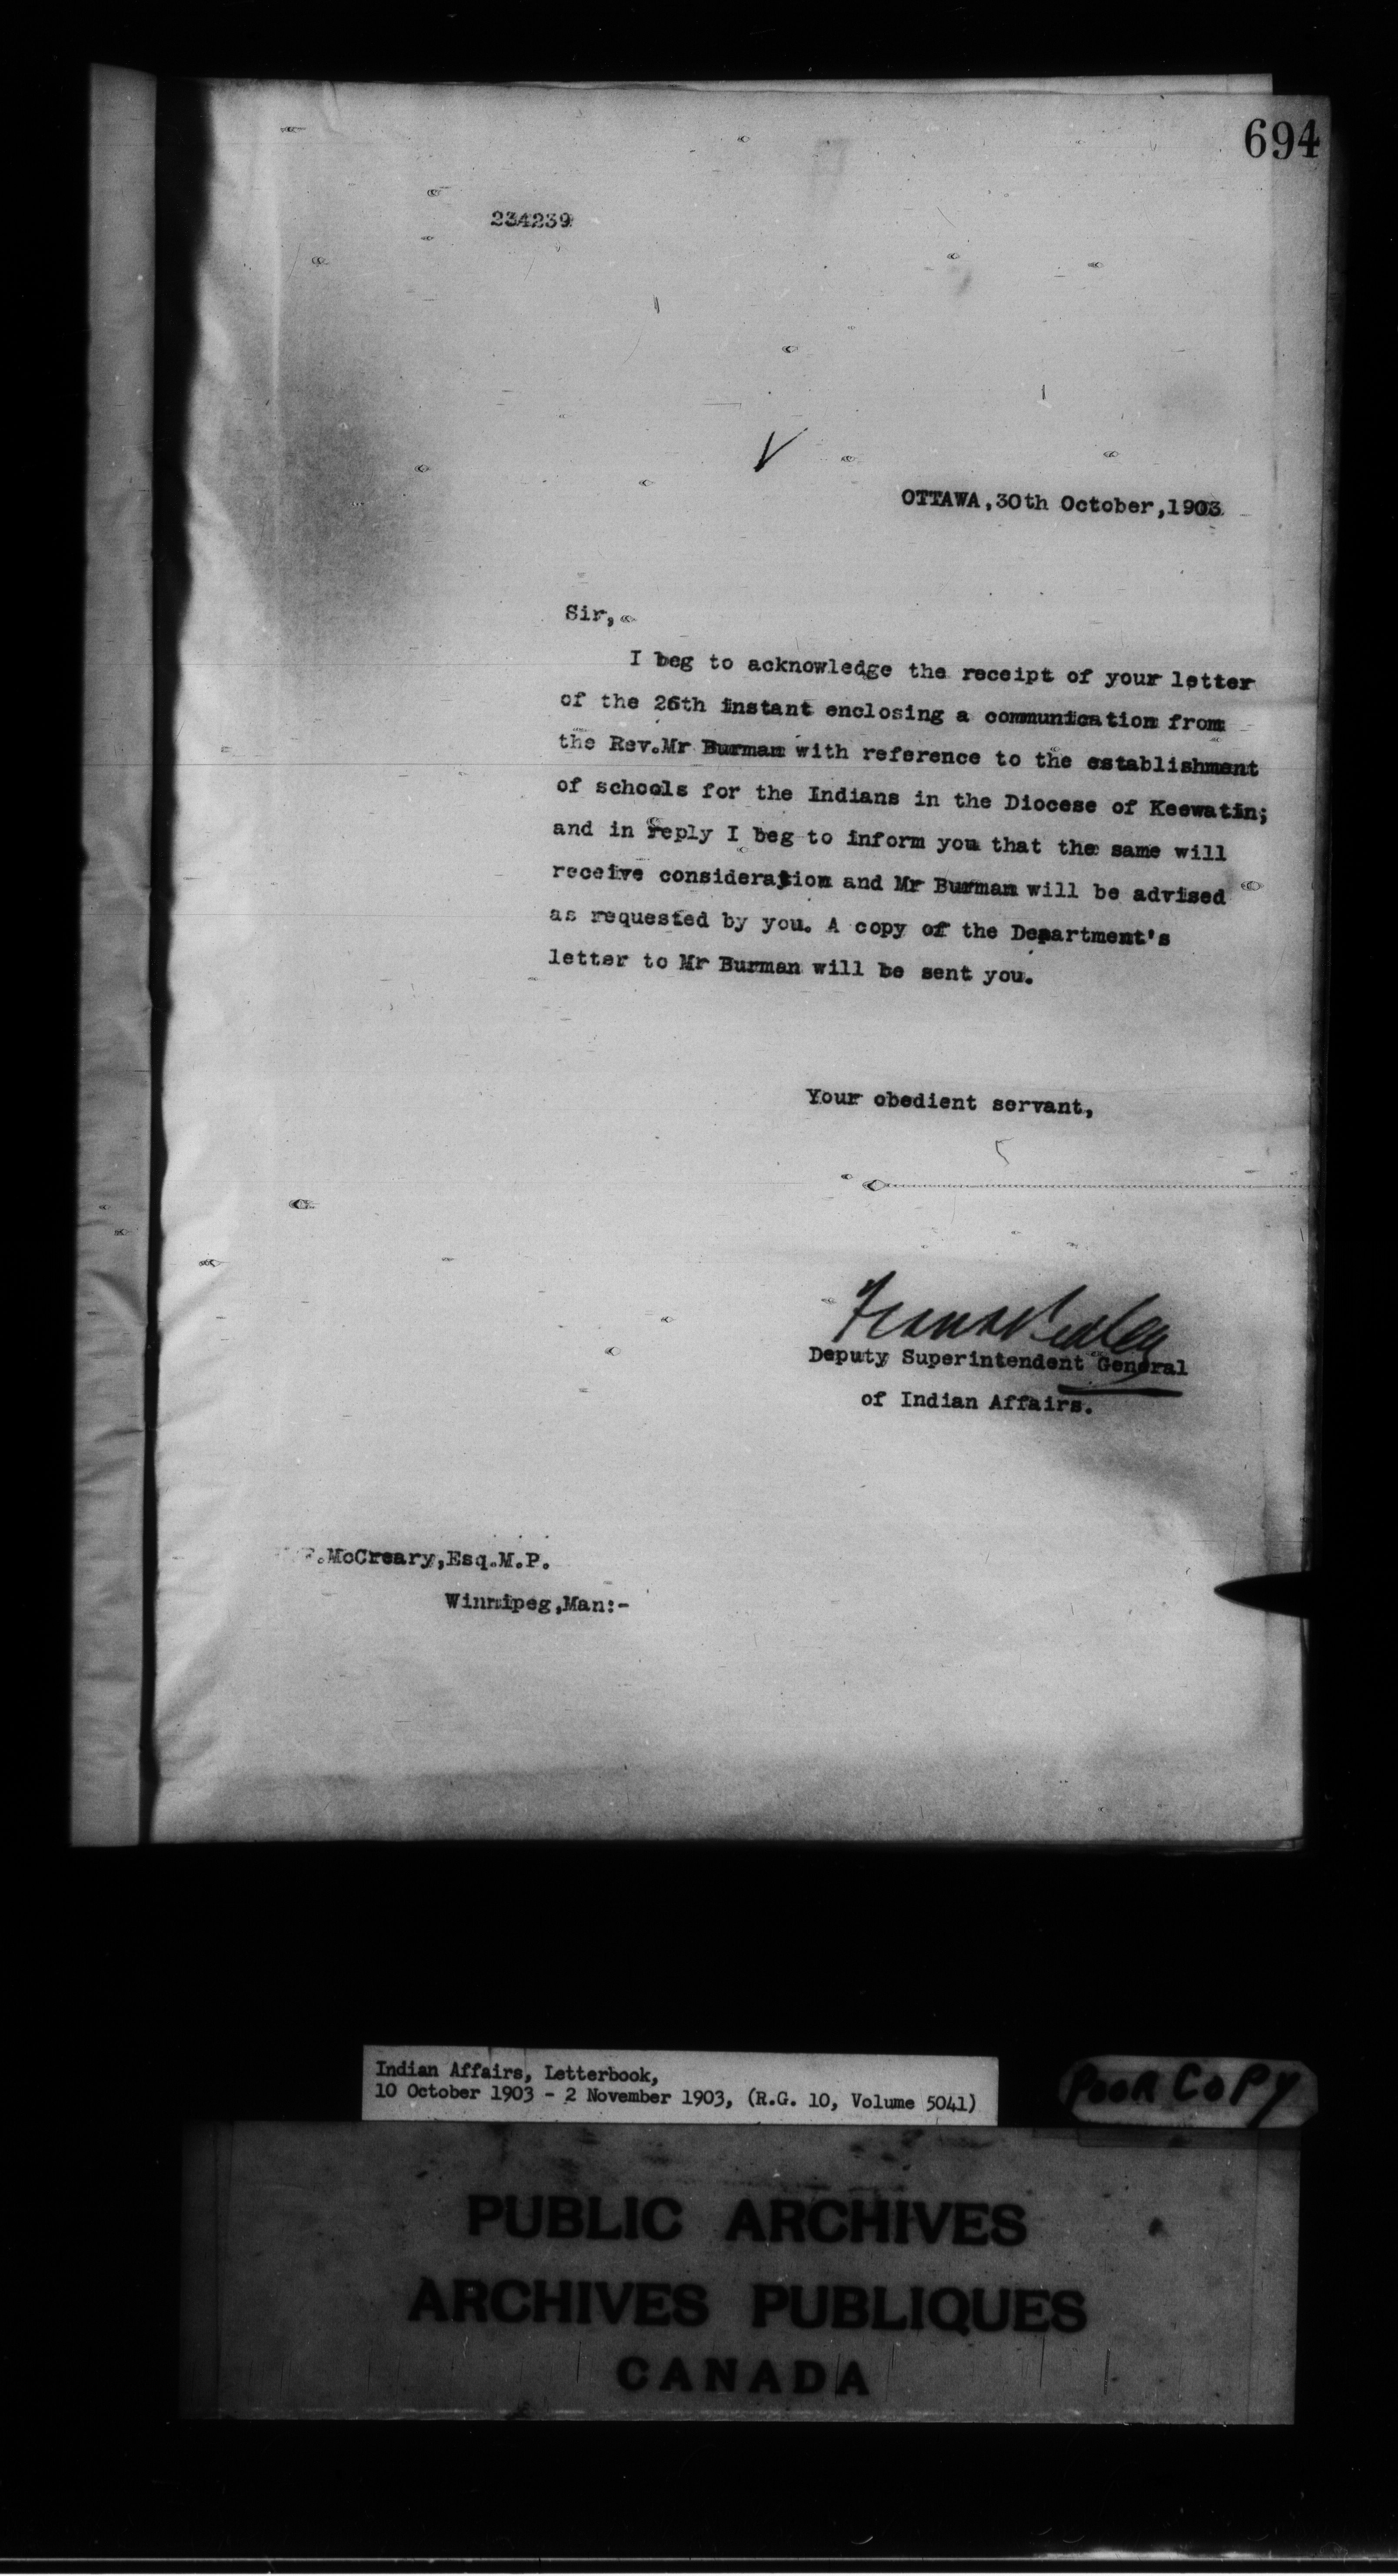 694
234239
OTTAWA,30th October,1903
Sir,
I beg to acknowledge the receipt of your letter
of the 26th instant enclosing a communication from
the Rev.Mr Burman with reference to the establishment
of schools for the Indians in the Diocese of Keewatin;
and in reply I beg to inform you that the same will
receive consideration and Mr Burman will be advised
as requested by you. A copy of the Department's
letter to Mr Burman will be sent you.
Your obedient servant,
Frank Pedley
Deputy Superintendent General
of Indian Affairs.
F.McCreary,Esq.M.P.
Winnipeg,Man:-
Indian Affairs, Letterbook,
10 October 1903 - 2 November 1903, (R.G. 10, Volume 5041)
POOR COPY
PUBLIC ARCHIVES
ARCHIVES PUBLIQUES
CANADA